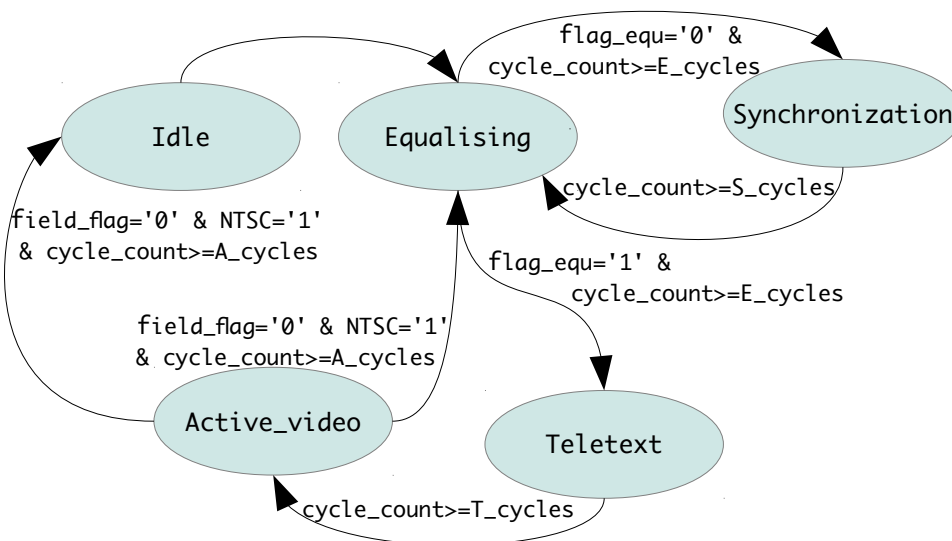 flag_equ='0' &
cycle_count>=E_cycles
Synchronization
Idle
Equalising
cycle_count>=S_cycles
field_flag='0' & NTSC='1'
& cycle_count>=A_cycles
flag_equ='1' &
cycle_count>=E_cycles
field_flag='0' & NTSC='1'
& cycle_count>=A_cycles
Active_video
Teletext
cycle_count>=T_cycles